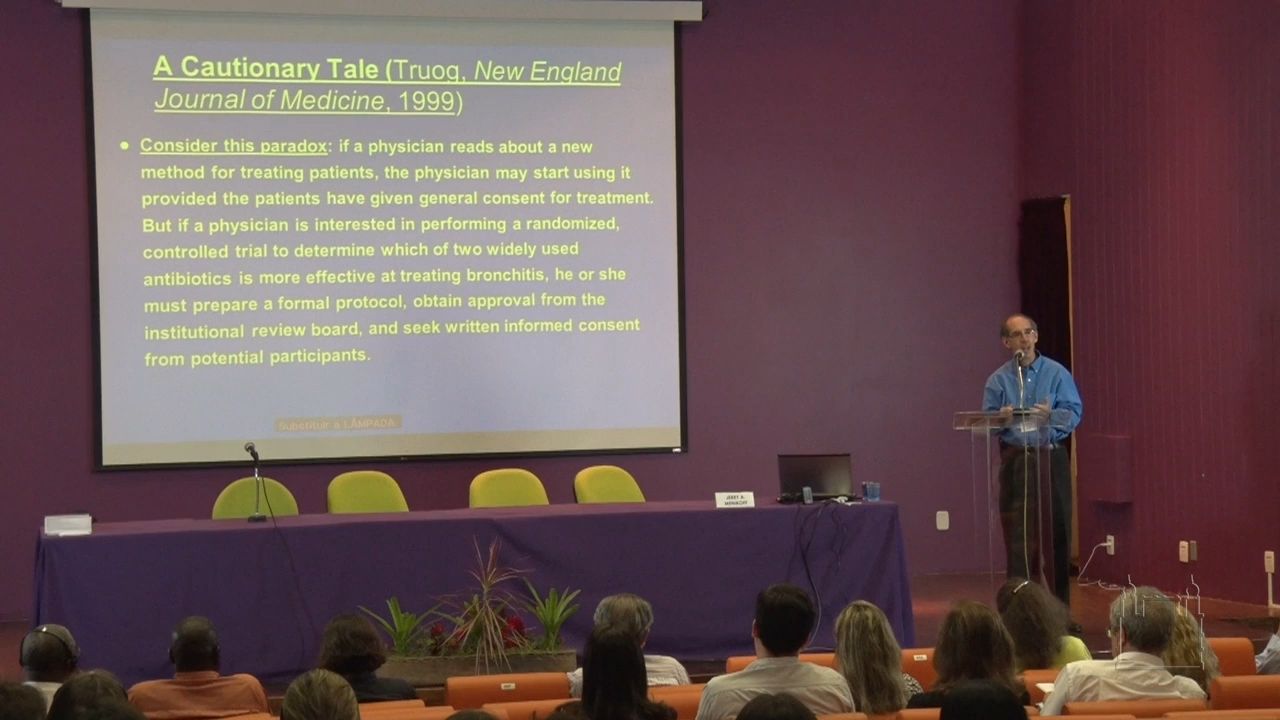 A Cautionary Tale (Truog, New England
Journal of Medicine, 1999)
• Consider this paradox: if a physician reads about a new
method for treating patients, the physician may start using it
provided the patients have given general consent for treatment.
But if a physician is interested in performing a randomized,
controlled trial to determine which of two widely used
antibiotics is more effective at treating bronchitis, he or she
must prepare a formal protocol, obtain approval from the
institutional review board, and seek written informed consent
from potential participants.
Substituir a LÂMPADA.
JERRY A.
MENIKOFF